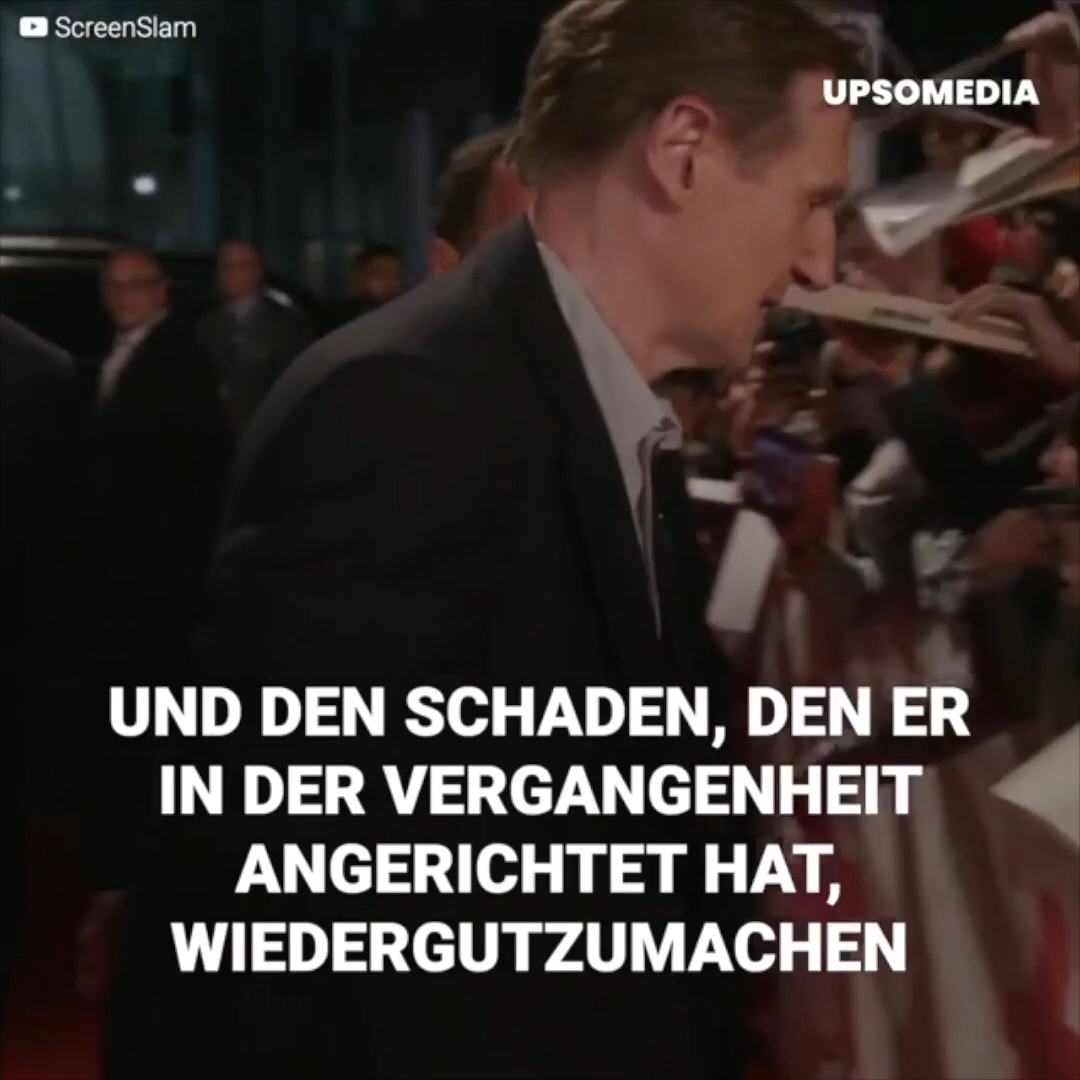 ScreenSlam
UPSOMEDIA
UND DEN SCHADEN, DEN ER
IN DER VERGANGENHEIT
ANGERICHTET HAT,
WIEDERGUTZUMACHEN